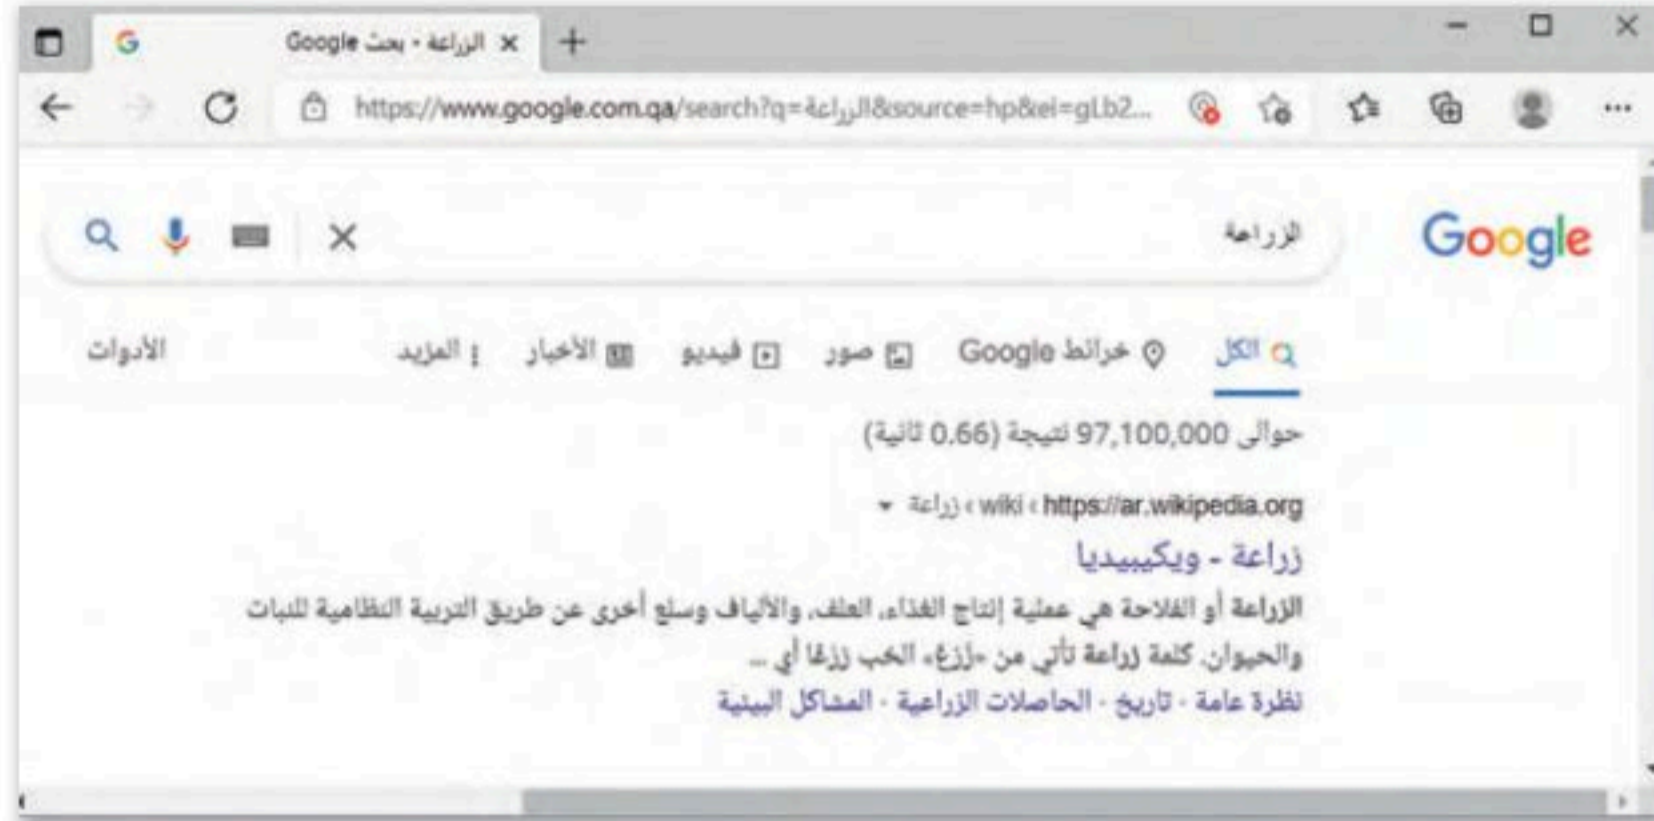 الزراعة - بحث Google
https://www.google.com.qa/search?q=الزراعة&source=hp&ei=gLb2...
Google
الزراعة
الكل خرائط Google صور فيديو الأخبار المزيد الأدوات
حوالى 97,100,000 نتيجة (0.66 ثانية)
https://ar.wikipedia.org › wiki › زراعة
زراعة - ويكيبيديا
الزراعة أو الفلاحة هي عملية إنتاج الغذاء، العلف، والألياف وسلع أخرى عن طريق التربية النظامية للنبات
والحيوان. كلمة زراعة تأتي من «زرع» الحب زرعًا أي ...
نظرة عامة · تاريخ · الحاصلات الزراعية · المشاكل البيئية